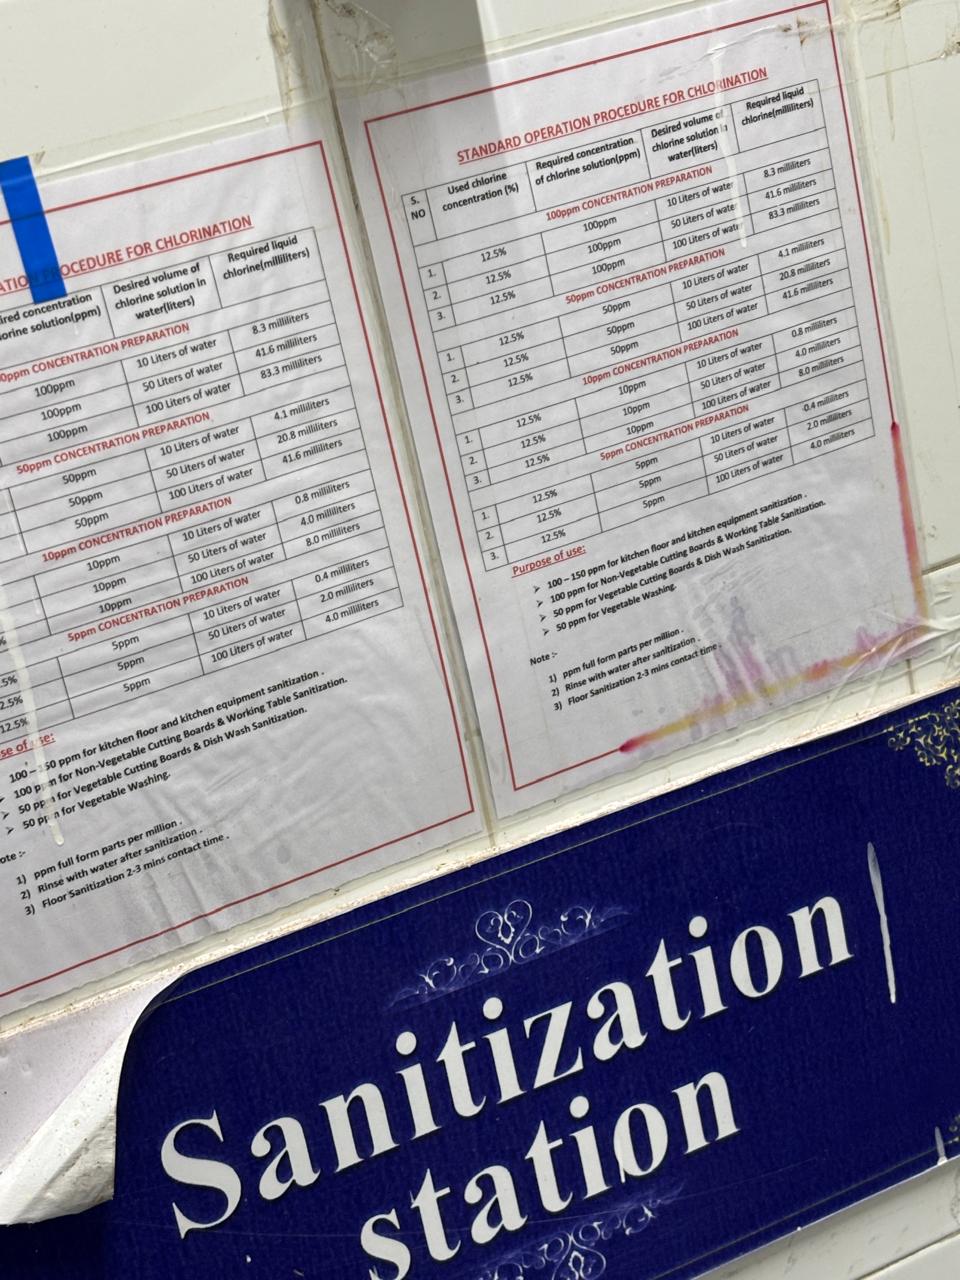 ATION PROCEDURE FOR CHLORINATION
ired concentration
orine solution(ppm)
Desired volume of
chlorine solution in
water(liters)
Required liquid
chlorine(milliliters)
0ppm CONCENTRATION PREPARATION
100ppm 10 Liters of water 8.3 milliliters
100ppm 50 Liters of water 41.6 milliliters
100ppm 100 Liters of water 83.3 milliliters
50ppm CONCENTRATION PREPARATION
50ppm 10 Liters of water 4.1 milliliters
50ppm 50 Liters of water 20.8 milliliters
50ppm 100 Liters of water 41.6 milliliters
10ppm CONCENTRATION PREPARATION
10ppm 10 Liters of water 0.8 milliliters
10ppm 50 Liters of water 4.0 milliliters
10ppm 100 Liters of water 8.0 milliliters
% 5ppm CONCENTRATION PREPARATION
.5% 5ppm 10 Liters of water 0.4 milliliters
2.5% 5ppm 50 Liters of water 2.0 milliliters
12.5% 5ppm 100 Liters of water 4.0 milliliters
se of use:
100 – 150 ppm for kitchen floor and kitchen equipment sanitization .
➢ 100 ppm for Non-Vegetable Cutting Boards & Working Table Sanitization.
➢ 50 ppm for Vegetable Cutting Boards & Dish Wash Sanitization.
➢ 50 ppm for Vegetable Washing.
ote :-
1) ppm full form parts per million .
2) Rinse with water after sanitization .
3) Floor Sanitization 2-3 mins contact time .
STANDARD OPERATION PROCEDURE FOR CHLORINATION
S.
NO
Used chlorine
concentration (%)
Required concentration
of chlorine solution(ppm)
Desired volume of
chlorine solution in
water(liters)
Required liquid
chlorine(milliliters)
100ppm CONCENTRATION PREPARATION
1. 12.5% 100ppm 10 Liters of water 8.3 milliliters
2. 12.5% 100ppm 50 Liters of water 41.6 milliliters
3. 12.5% 100ppm 100 Liters of water 83.3 milliliters
50ppm CONCENTRATION PREPARATION
1. 12.5% 50ppm 10 Liters of water 4.1 milliliters
2. 12.5% 50ppm 50 Liters of water 20.8 milliliters
3. 12.5% 50ppm 100 Liters of water 41.6 milliliters
10ppm CONCENTRATION PREPARATION
1. 12.5% 10ppm 10 Liters of water 0.8 milliliters
2. 12.5% 10ppm 50 Liters of water 4.0 milliliters
3. 12.5% 10ppm 100 Liters of water 8.0 milliliters
5ppm CONCENTRATION PREPARATION
1. 12.5% 5ppm 10 Liters of water 0.4 milliliters
2. 12.5% 5ppm 50 Liters of water 2.0 milliliters
3. 12.5% 5ppm 100 Liters of water 4.0 milliliters
Purpose of use:
➢ 100 – 150 ppm for kitchen floor and kitchen equipment sanitization .
➢ 100 ppm for Non-Vegetable Cutting Boards & Working Table Sanitization.
➢ 50 ppm for Vegetable Cutting Boards & Dish Wash Sanitization.
➢ 50 ppm for Vegetable Washing.
Note :-
1) ppm full form parts per million .
2) Rinse with water after sanitization .
3) Floor Sanitization 2-3 mins contact time .
Sanitization
station